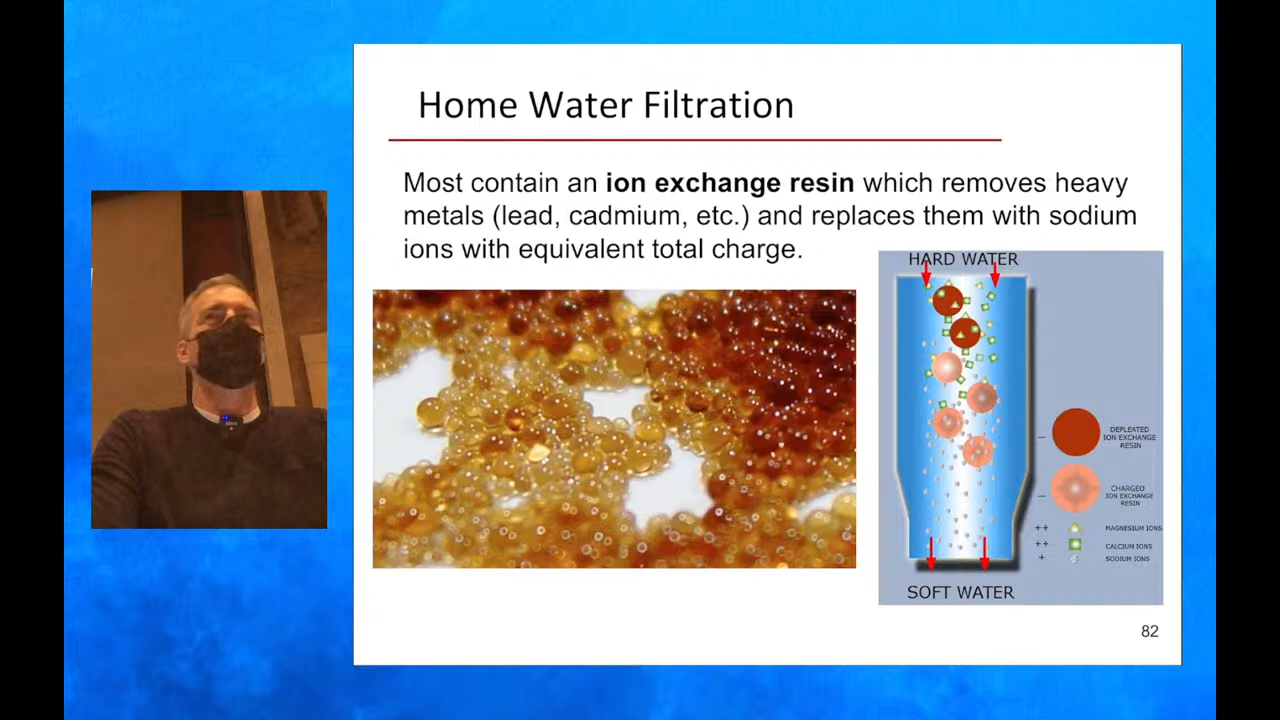 Home Water Filtration
Most contain an ion exchange resin which removes heavy
metals (lead, cadmium, etc.) and replaces them with sodium
ions with equivalent total charge.
HARD WATER
DEPLEATED
ION EXCHANGE
RESIN
CHARGED
ION EXCHANGE
RESIN
++ MAGNESIUM IONS
++ CALCIUM IONS
+ SODIUM IONS
SOFT WATER
82